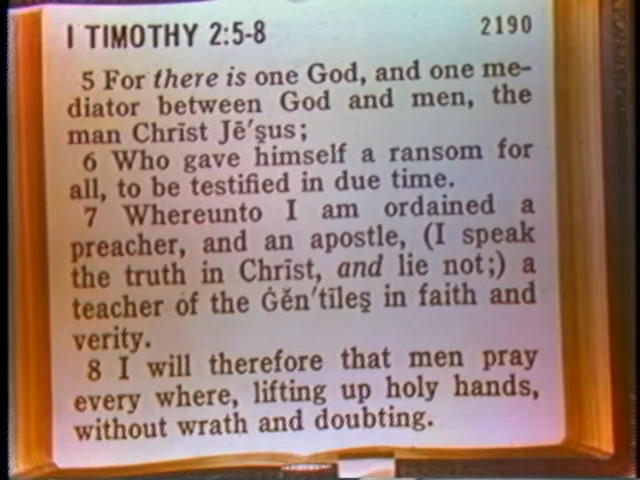 I TIMOTHY 2:5-8 2190
5 For there is one God, and one me-
diator between God and men, the
man Chrīst Jē'ṣus;
6 Who gave himself a ransom for
all, to be testified in due time.
7 Whereunto I am ordained a
preacher, and an apostle, (I speak
the truth in Chrīst, and lie not;) a
teacher of the Ġĕn'tīleṣ in faith and
verity.
8 I will therefore that men pray
every where, lifting up holy hands,
without wrath and doubting.